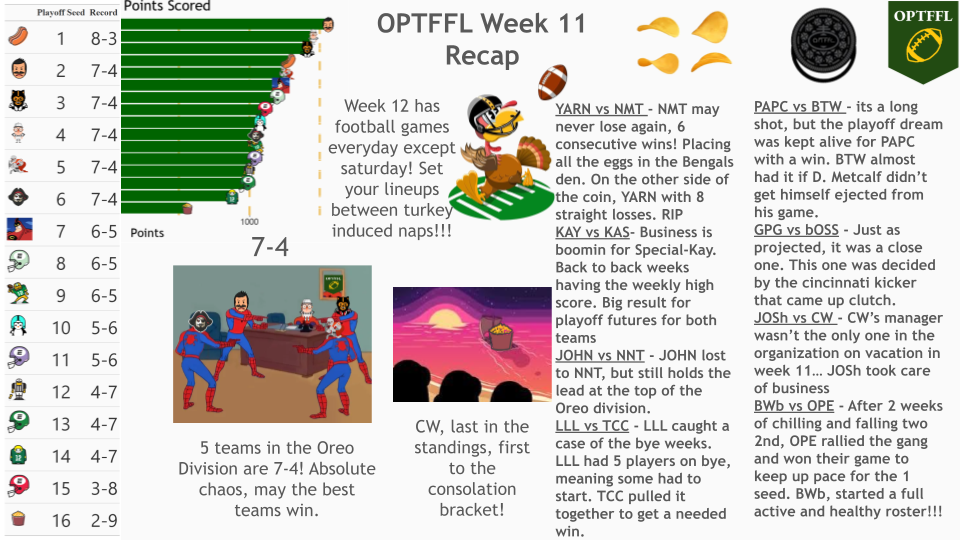 Playoff Seed Record
1 8-3
2 7-4
3 7-4
4 7-4
5 7-4
6 7-4
7 6-5
8 6-5
9 6-5
10 5-6
11 5-6
12 4-7
13 4-7
14 4-7
15 3-8
16 2-9
Points Scored
1000
Points
OPTFFL Week 11
Recap
Week 12 has
football games
everyday except
saturday! Set
your lineups
between turkey
induced naps!!!
7-4
5 teams in the Oreo
Division are 7-4! Absolute
chaos, may the best
teams win.
CW, last in the
standings, first
to the
consolation
bracket!
YARN vs NMT - NMT may
never lose again, 6
consecutive wins! Placing
all the eggs in the Bengals
den. On the other side of
the coin, YARN with 8
straight losses. RIP
KAY vs KAS- Business is
boomin for Special-Kay.
Back to back weeks
having the weekly high
score. Big result for
playoff futures for both
teams
JOHN vs NNT - JOHN lost
to NNT, but still holds the
lead at the top of the
Oreo division.
LLL vs TCC - LLL caught a
case of the bye weeks.
LLL had 5 players on bye,
meaning some had to
start. TCC pulled it
together to get a needed
win.
OPTFFL
OPTFFL
PAPC vs BTW - its a long
shot, but the playoff dream
was kept alive for PAPC
with a win. BTW almost
had it if D. Metcalf didn't
get himself ejected from
his game.
GPG vs bOSS - Just as
projected, it was a close
one. This one was decided
by the cincinnati kicker
that came up clutch.
JOSh vs CW - CW's manager
wasn't the only one in the
organization on vacation in
week 11... JOSh took care
of business
BWb vs OPE - After 2 weeks
of chilling and falling two
2nd, OPE rallied the gang
and won their game to
keep up pace for the 1
seed. BWb, started a full
active and healthy roster!!!